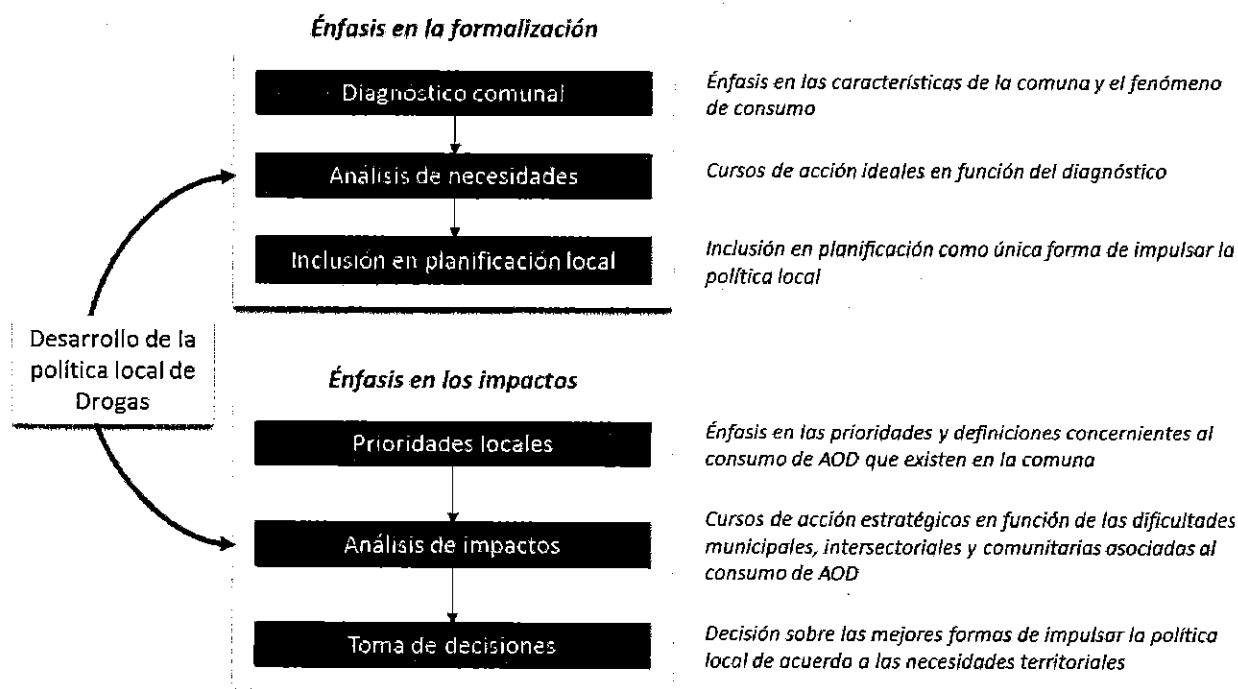 Énfasis en la formalización
Diagnóstico comunal
Énfasis en las características de la comuna y el fenómeno
de consumo
Análisis de necesidades
Cursos de acción ideales en función del diagnóstico
Inclusión en planificación local
Inclusión en planificación como única forma de impulsar la
política local
Desarrollo de la
política local de
Drogas
Énfasis en los impactos
Prioridades locales
Énfasis en las prioridades y definiciones concernientes al
consumo de AOD que existen en la comuna
Análisis de impactos
Cursos de acción estratégicos en función de las dificultades
municipales, intersectoriales y comunitarias asociadas al
consumo de AOD
Toma de decisiones
Decisión sobre las mejores formas de impulsar la política
local de acuerda a las necesidades territoriales